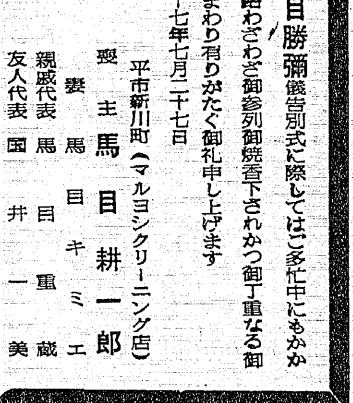 目勝彌儀告別式に際してはご多忙中にもかか
路わざわざ御参列御焼香下されかつ御丁重なる御
まわり有りがたく御礼申し上げます
十七年七月二十七日
平市新川町(マルヨシクリーニング店)
喪主馬目耕一郎
妻馬目キミエ
親戚代表馬目重蔵
友人代表国井一美